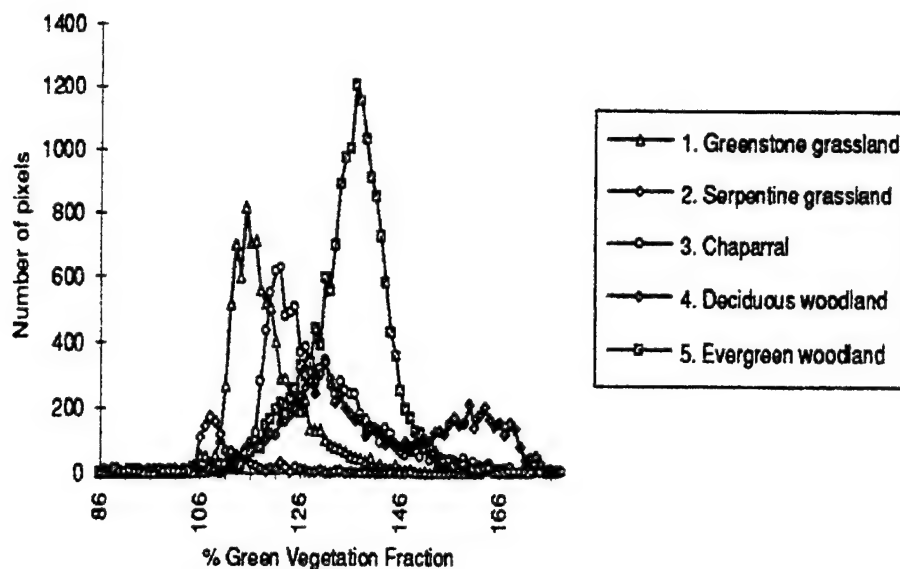 1400
1200
1000
800
600
400
200
0
Number of pixels
86
106
126
146
166
% Green Vegetation Fraction
1. Greenstone grassland
2. Serpentine grassland
3. Chaparral
4. Deciduous woodland
5. Evergreen woodland